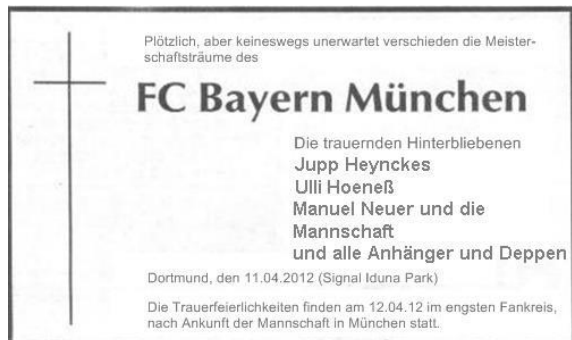 Plötzlich, aber keineswegs unerwartet verschieden die Meister-
schaftsträume des
FC Bayern München
Die trauernden Hinterbliebenen
Jupp Heynckes
Ulli Hoeneß
Manuel Neuer und die
Mannschaft
und alle Anhänger und Deppen
Dortmund, den 11.04.2012 (Signal Iduna Park)
Die Trauerfeierlichkeiten finden am 12.04.12 im engsten Fankreis,
nach Ankunft der Mannschaft in München statt.